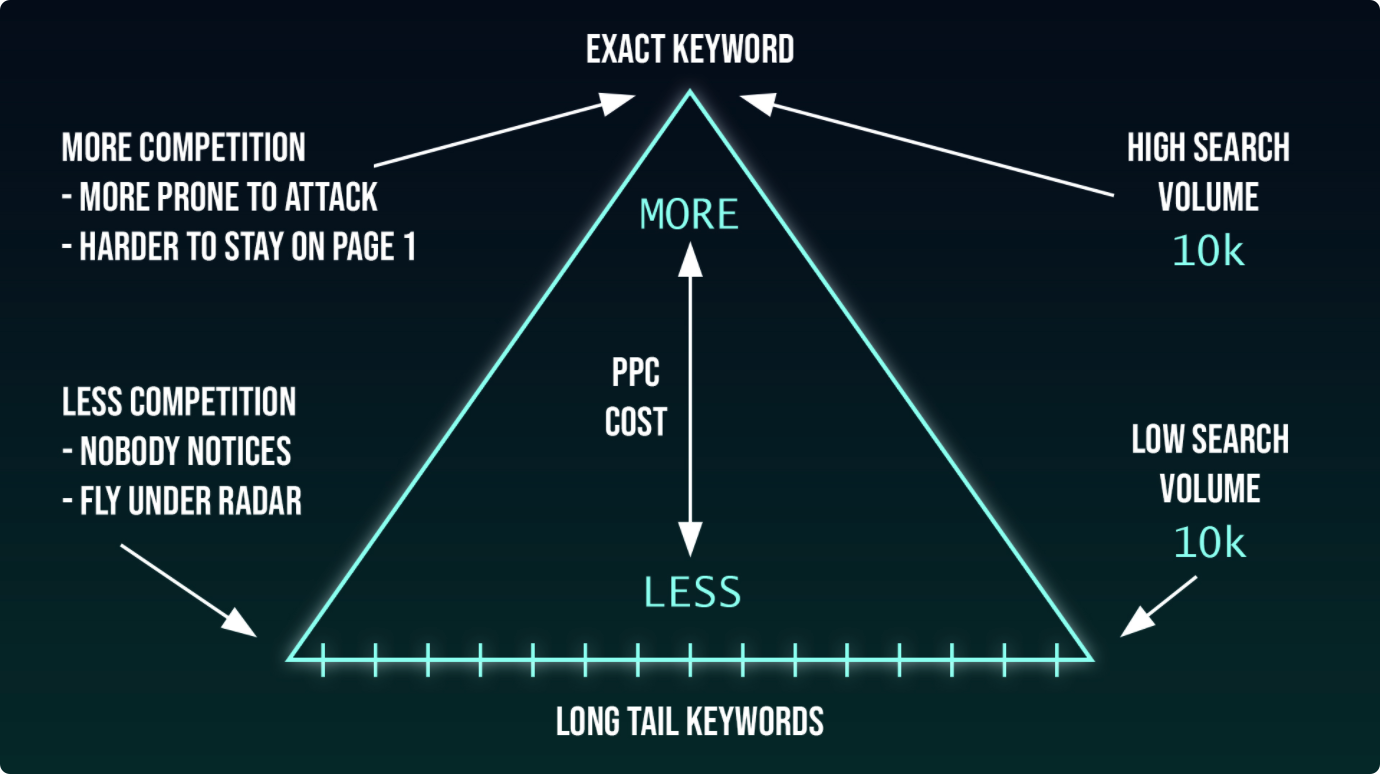 EXACT KEYWORD
MORE COMPETITION
- MORE PRONE TO ATTACK
- HARDER TO STAY ON PAGE 1
HIGH SEARCH
VOLUME
10k
MORE
PPC
COST
LESS
LESS COMPETITION
- NOBODY NOTICES
- FLY UNDER RADAR
LOW SEARCH
VOLUME
10k
LONG TAIL KEYWORDS